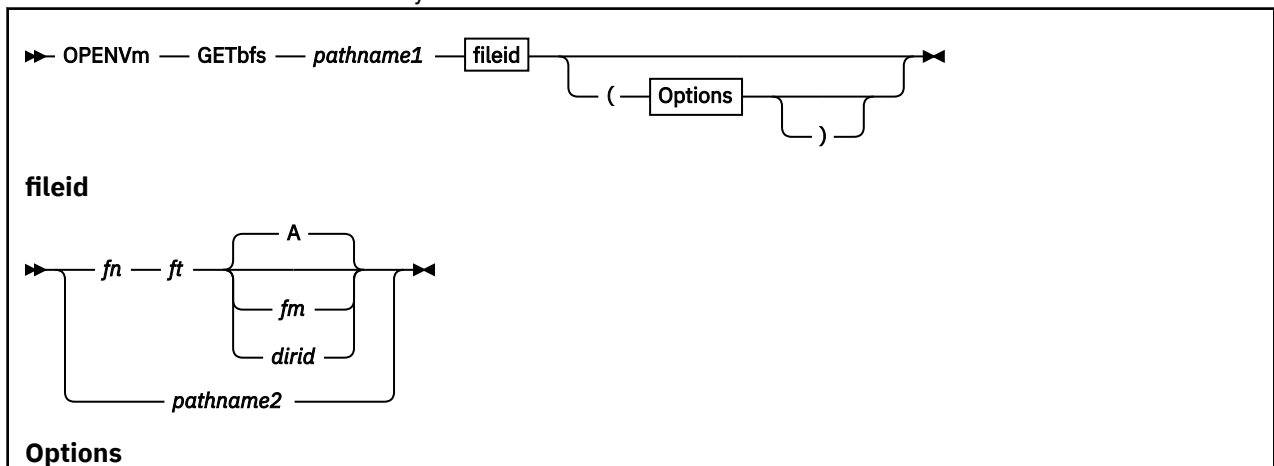 OPENVm GETbfs pathname1 fileid
( Options
)
fileid
A
fn ft
fm
dirid
pathname2
Options